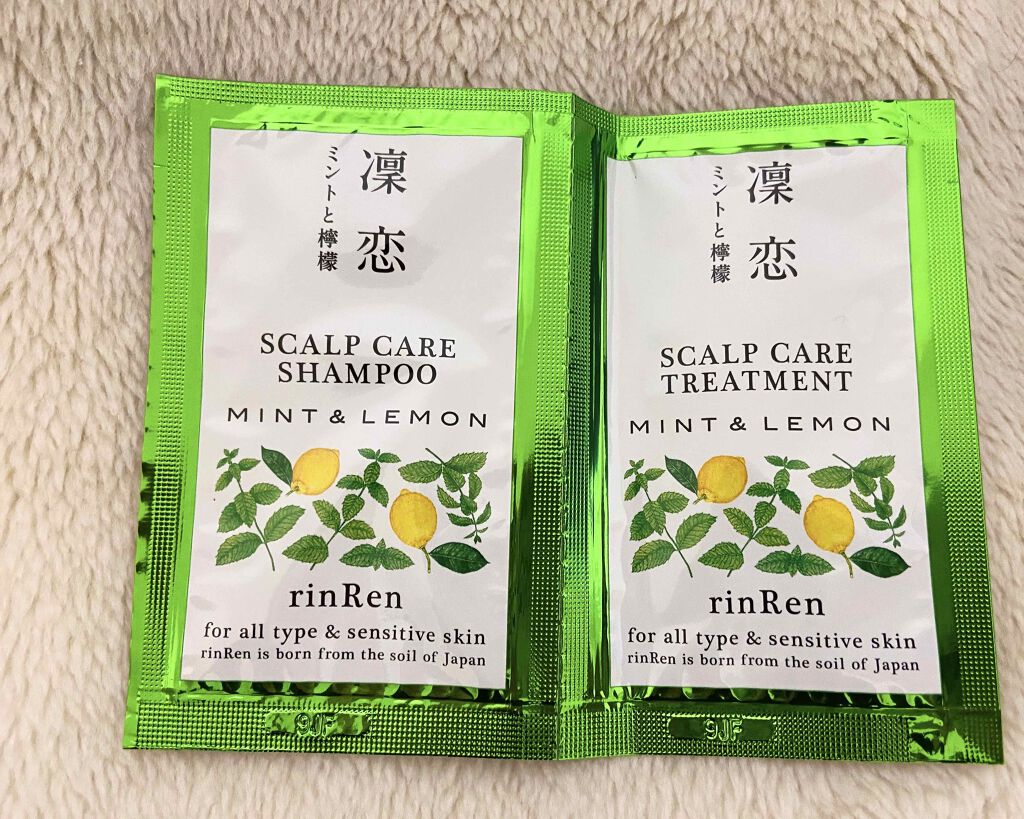 凜恋
ミントと檸檬
SCALP CARE
SHAMPOO
MINT & LEMON
rinRen
for all type & sensitive skin
rinRen is born from the soil of Japan
9JF
凜恋
ミントと檸檬
SCALP CARE
TREATMENT
MINT & LEMON
rinRen
for all type & sensitive skin
rinRen is born from the soil of Japan
9JF